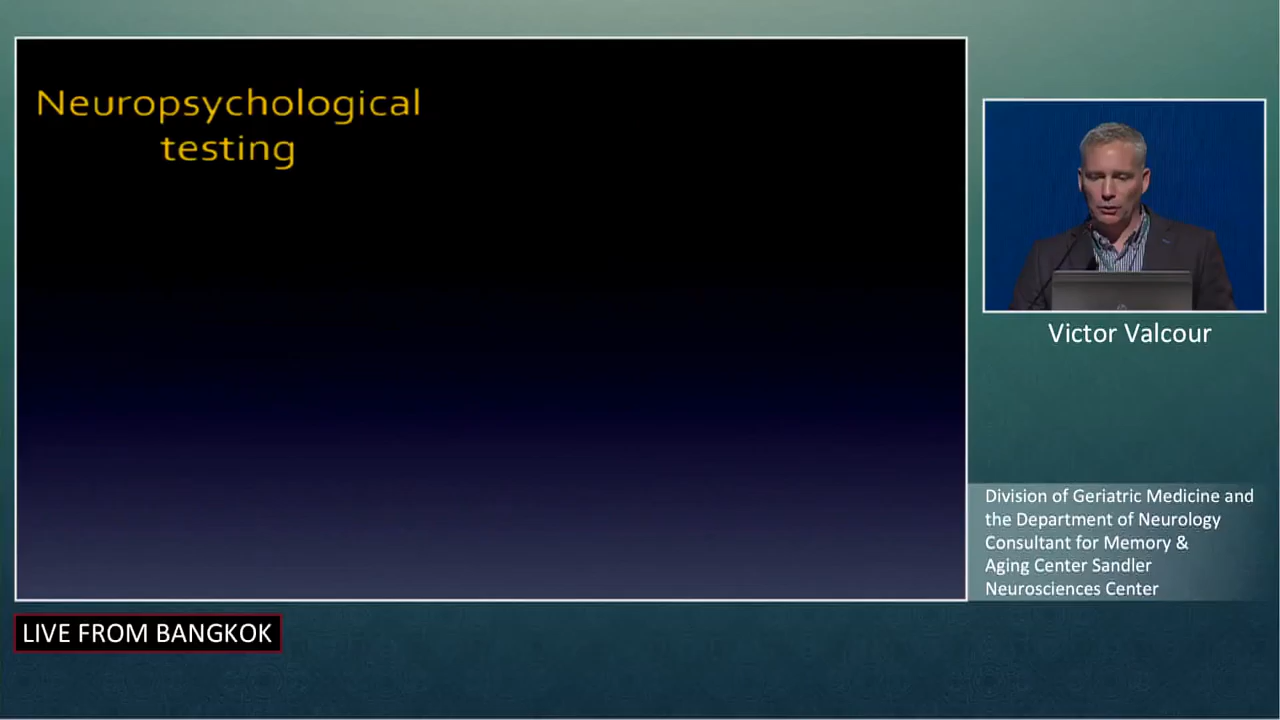 Neuropsychological
testing
Victor Valcour
Division of Geriatric Medicine and
the Department of Neurology
Consultant for Memory &
Aging Center Sandler
Neurosciences Center
LIVE FROM BANGKOK